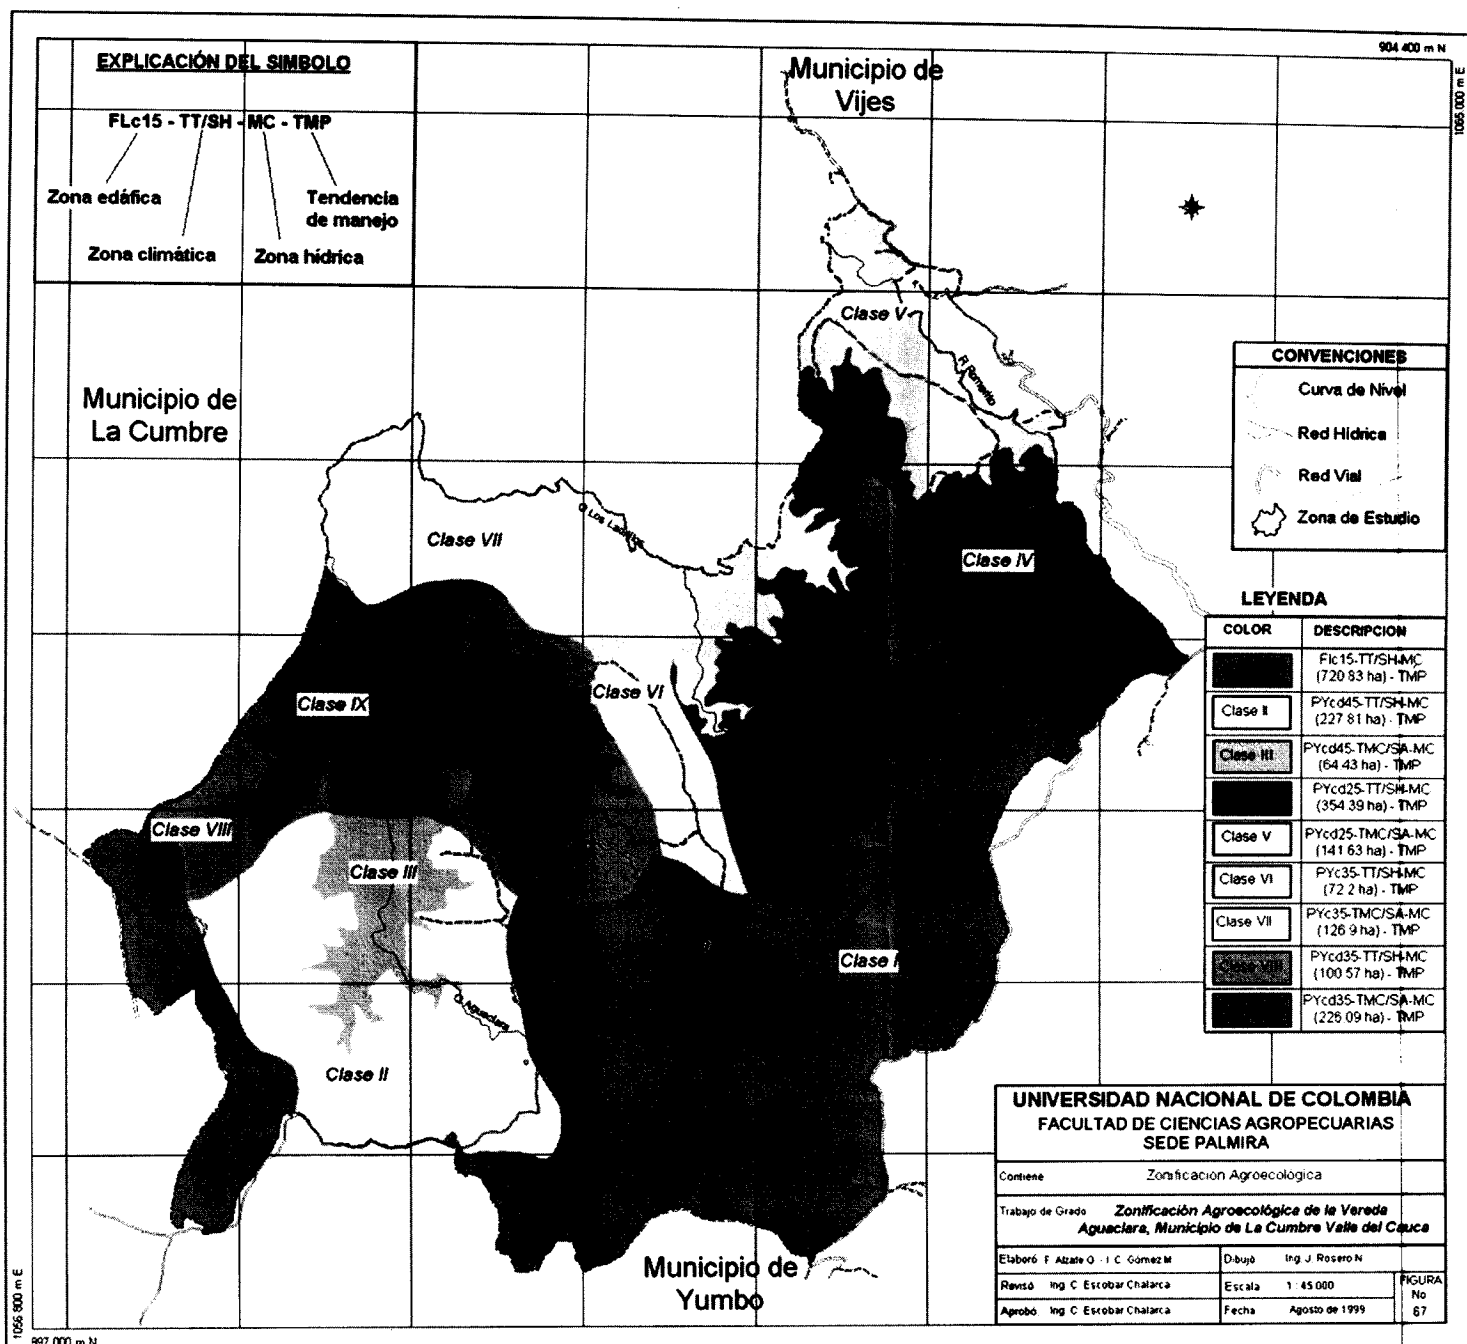 904 400 m N
1065 000 m E
EXPLICACIÓN DEL SIMBOLO
FLc15 - TT/SH - MC - TMP
Zona edáfica
Tendencia
de manejo
Zona climática
Zona hídrica
Municipio de
Vijes
Clase V
R. Romerito
Municipio de
La Cumbre
CONVENCIONES
Curva de Nivel
Red Hidrica
Red Vial
Zona de Estudio
Clase VII
Clase IV
Clase IX
Clase VI
Clase VIII
Clase III
Clase I
Q. Aguaclara
Clase II
LEYENDA
COLOR DESCRIPCION
Flc15-TT/SH-MC
(720 83 ha) - TMP
Clase II PYcd45-TT/SH-MC
(227 81 ha) - TMP
Clase III PYcd45-TMC/SA-MC
(64 43 ha) - TMP
PYcd25-TT/SH-MC
(354 39 ha) - TMP
Clase V PYcd25-TMC/SA-MC
(141 63 ha) - TMP
Clase VI PYc35-TT/SH-MC
(72 2 ha) - TMP
Clase VII PYc35-TMC/SA-MC
(126 9 ha) - TMP
Clase VIII PYcd35-TT/SH-MC
(100 57 ha) - TMP
PYcd35-TMC/SA-MC
(226 09 ha) - TMP
UNIVERSIDAD NACIONAL DE COLOMBIA
FACULTAD DE CIENCIAS AGROPECUARIAS
SEDE PALMIRA
Contiene Zonificación Agroecológica
Trabajo de Grado Zonificación Agroecológica de la Vereda
Aguaclara, Municipio de La Cumbre Valle del Cauca
Elaboró F. Alzate O - I C Gómez M Dibujó Ing J. Rosero N
Revisó Ing C Escobar Chalarca Escala 1 : 45 000
Aprobó Ing C Escobar Chalarca Fecha Agosto de 1999
FIGURA
No
67
Municipio de
Yumbo
1056 800 m E
897 000 m N